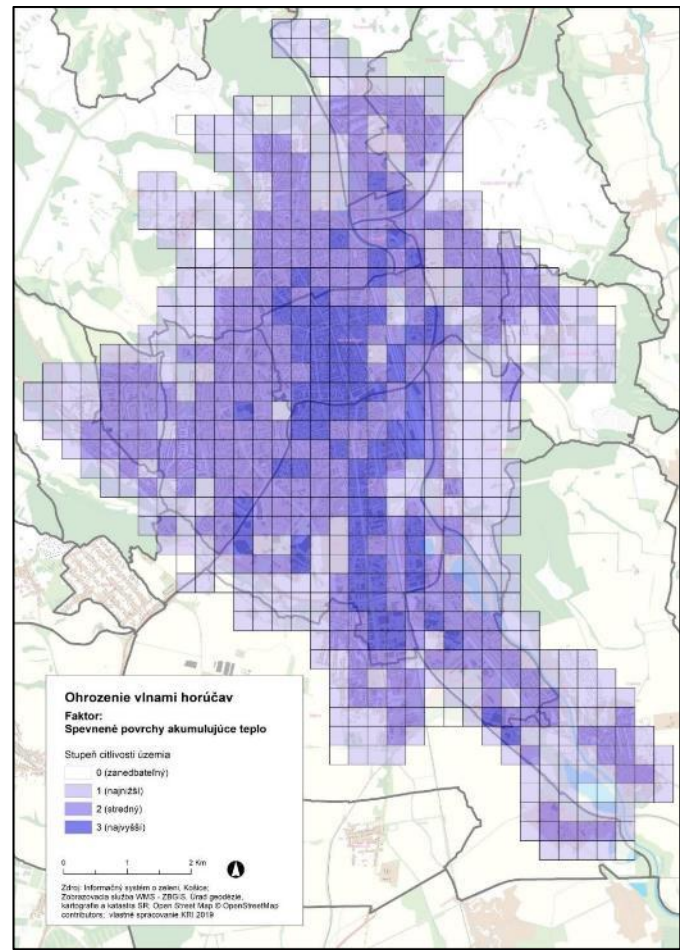 Ohrozenie vlnami horúčav
Faktor:
Spevnené povrchy akumulujúce teplo
Stupeň citlivosti územia
0 (zanedbateľný)
1 (najnižší)
2 (stredný)
3 (najvyšší)
0 1 2 Km
Zdroj: Informačný systém o zeleni, Košice;
Zobrazovacia služba WMS - ZBGIS, Úrad geodézie,
kartografie a katastra SR; Open Street Map © OpenStreetMap
contributors; vlastné spracovanie KRI 2019